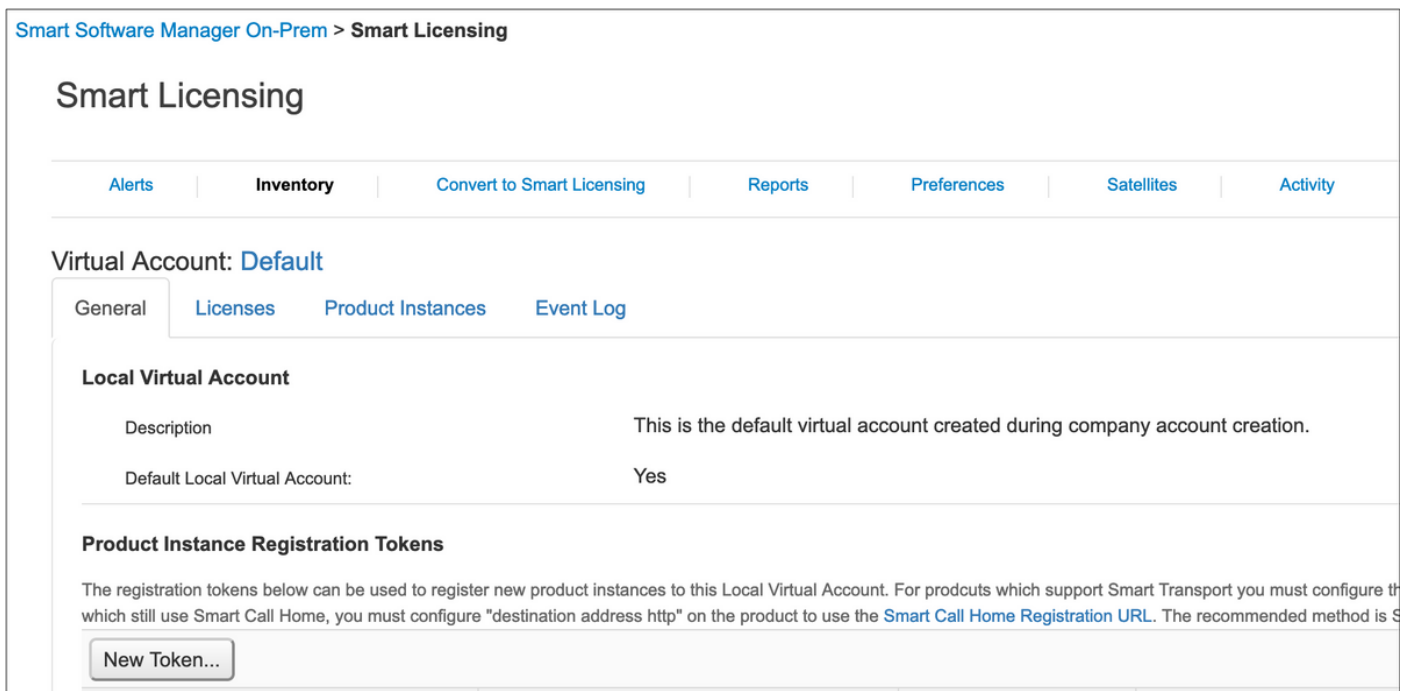 Smart Software Manager On-Prem > Smart Licensing
Smart Licensing
Alerts Inventory Convert to Smart Licensing Reports Preferences Satellites Activity
Virtual Account: Default
General Licenses Product Instances Event Log
Local Virtual Account
Description This is the default virtual account created during company account creation.
Default Local Virtual Account: Yes
Product Instance Registration Tokens
The registration tokens below can be used to register new product instances to this Local Virtual Account. For prodcuts which support Smart Transport you must configure
which still use Smart Call Home, you must configure "destination address http" on the product to use the Smart Call Home Registration URL. The recommended method is
New Token...